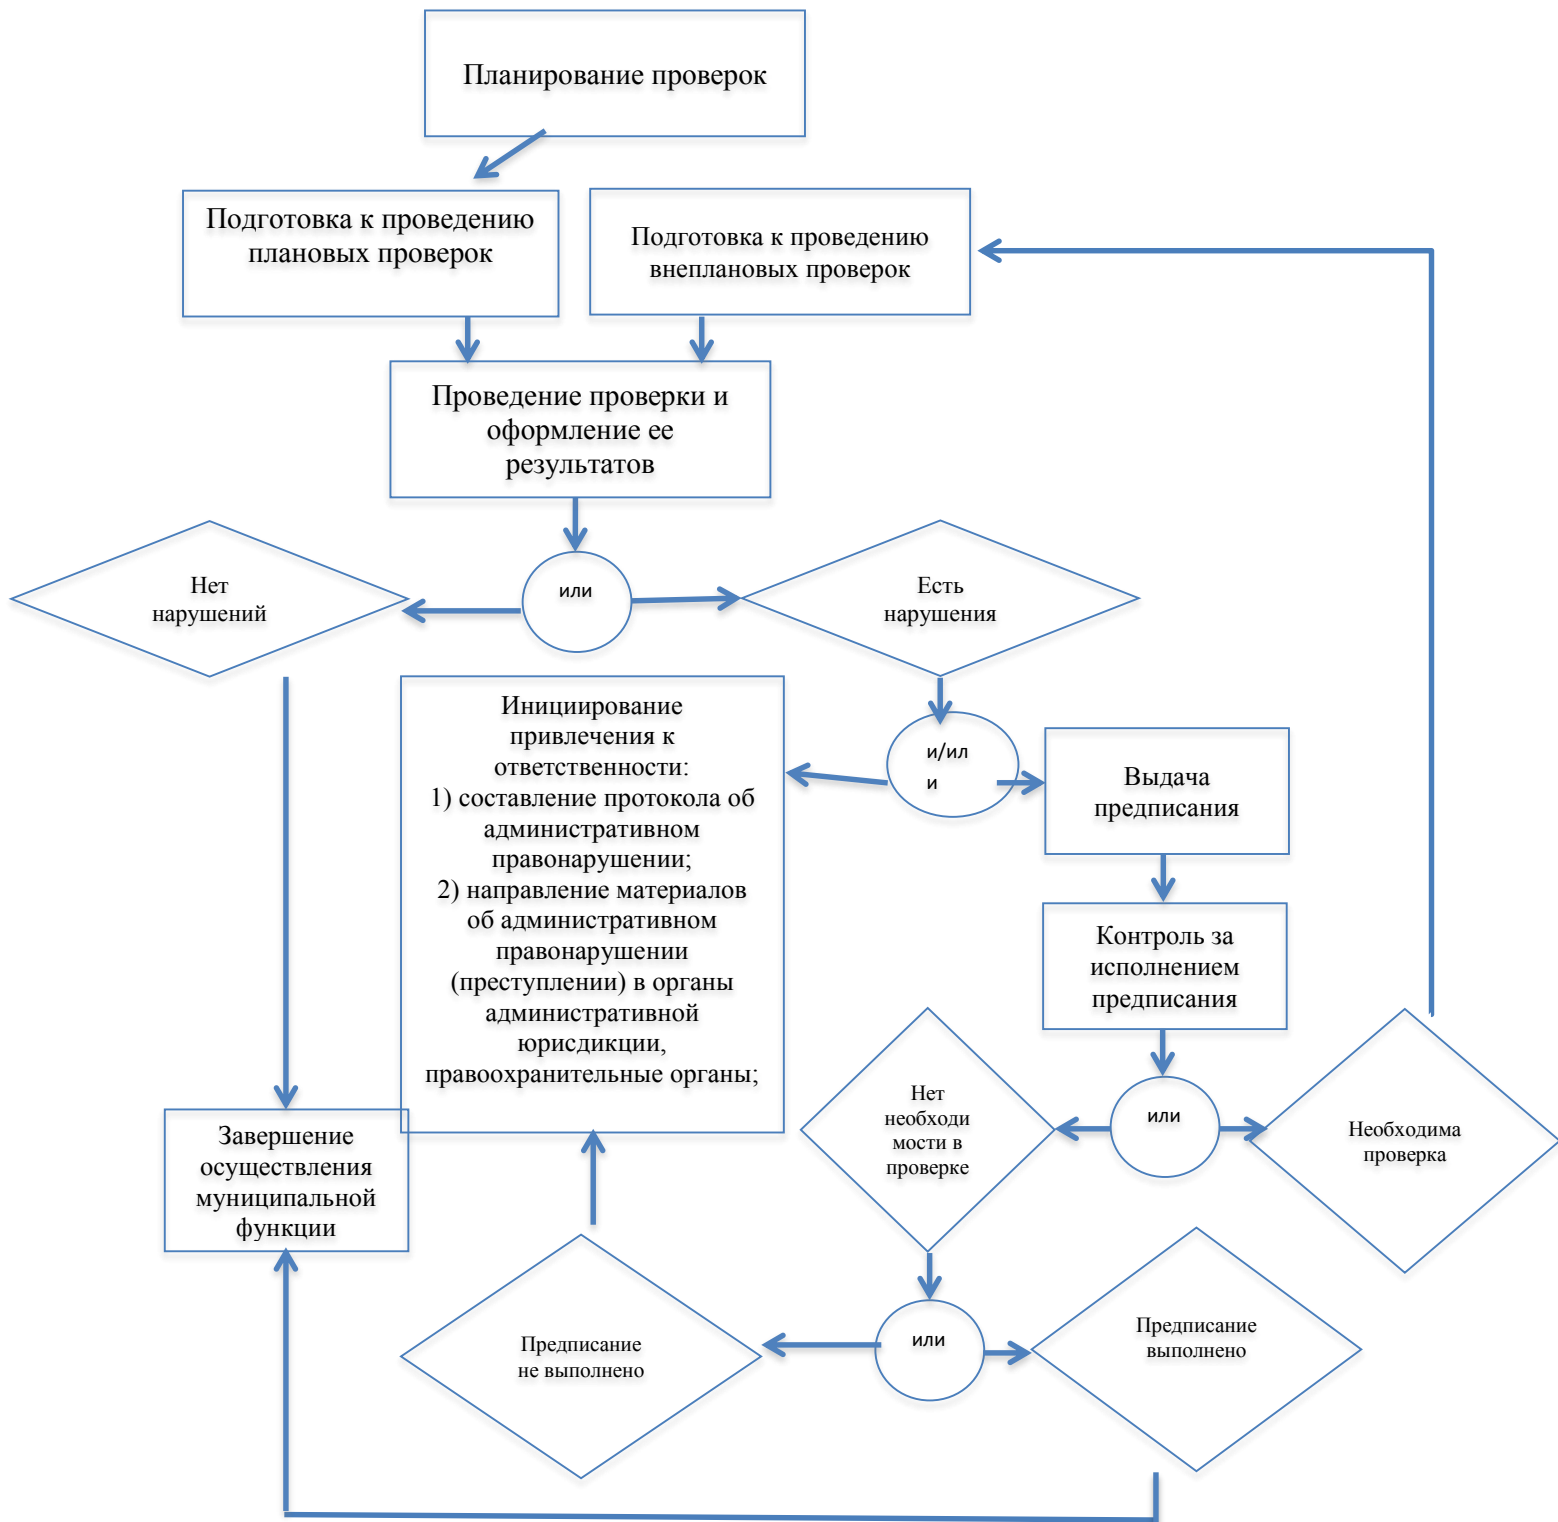 Планирование проверок
Подготовка к проведению
плановых проверок
Подготовка к проведению
внеплановых проверок
Проведение проверки и
оформление ее
результатов
Нет
нарушений
или
Есть
нарушения
Инициирование
привлечения к
ответственности:
1) составление протокола об
административном
правонарушении;
2) направление материалов
об административном
правонарушении
(преступлении) в органы
административной
юрисдикции,
правоохранительные органы;
и/ил
и
Выдача
предписания
Контроль за
исполнением
предписания
Нет
необходи
мости в
проверке
или
Необходима
проверка
Завершение
осуществления
муниципальной
функции
Предписание
не выполнено
или
Предписание
выполнено